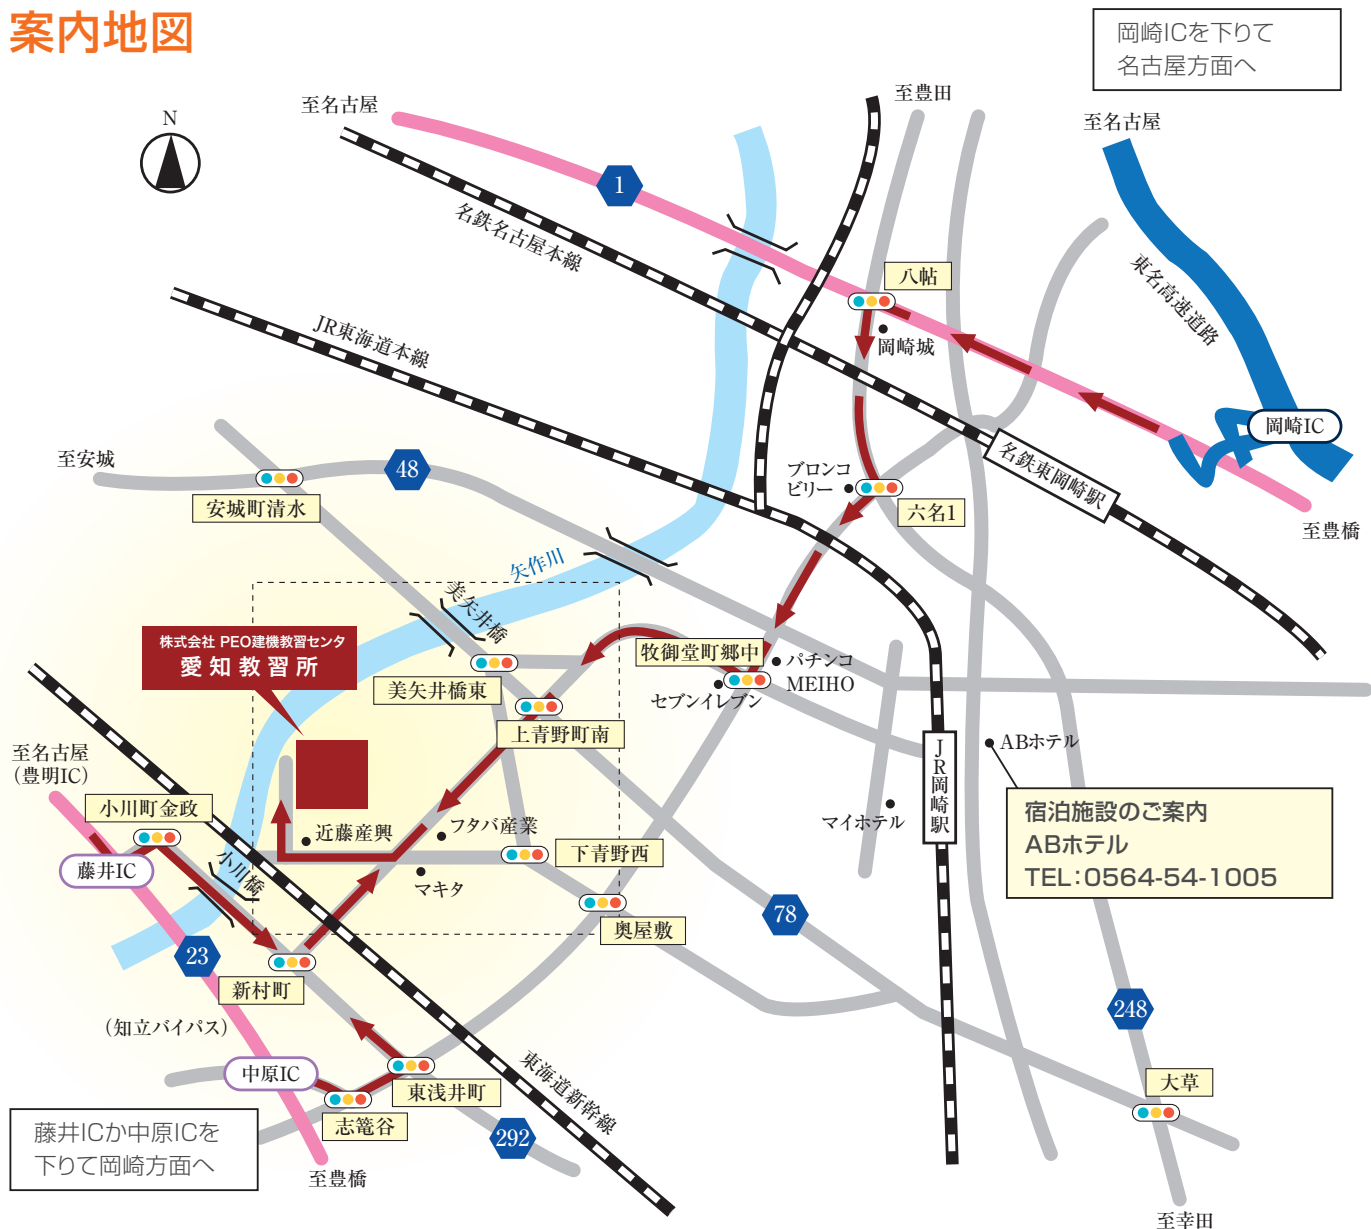 案内地図
岡崎ICを下りて
名古屋方面へ
至名古屋
至豊田
至名古屋
N
1
名鉄名古屋本線
八帖
岡崎城
東名高速道路
JR東海道本線
岡崎IC
至安城
48
安城町清水
ブロンコ
ビリー
六名1
名鉄東岡崎駅
至豊橋
矢作川
美矢井橋
株式会社 PEO建機教習センタ
愛知教習所
美矢井橋東
牧御堂町郷中
パチンコ
MEIHO
セブンイレブン
上青野町南
至名古屋
（豊明IC）
小川町金政
近藤産興
フタバ産業
マキタ
下青野西
マイホテル
JR岡崎駅
ABホテル
宿泊施設のご案内
ABホテル
TEL：0564-54-1005
藤井IC
小川橋
奥屋敷
78
23
新村町
（知立バイパス）
248
中原IC
東浅井町
志篭谷
東海道新幹線
大草
292
藤井ICか中原ICを
下りて岡崎方面へ
至豊橋
至幸田